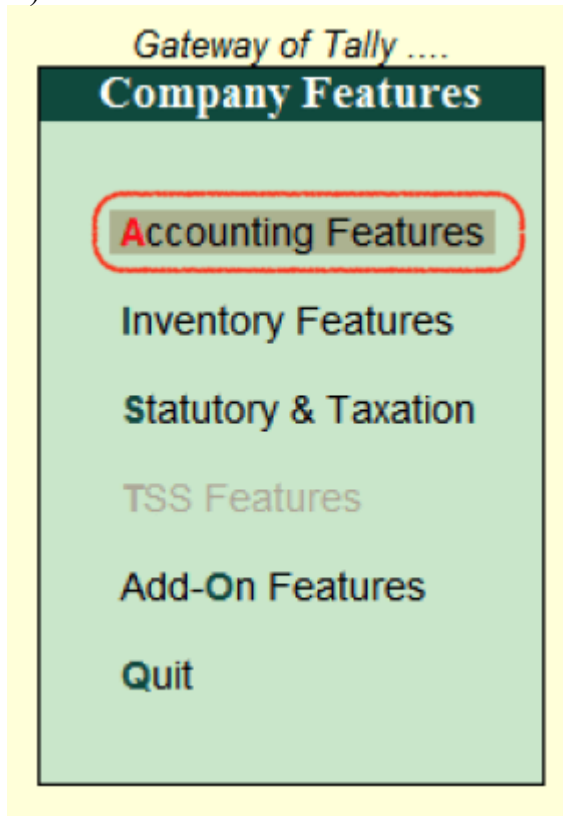 Gateway of Tally ....
Company Features
Accounting Features
Inventory Features
Statutory & Taxation
TSS Features
Add-On Features
Quit